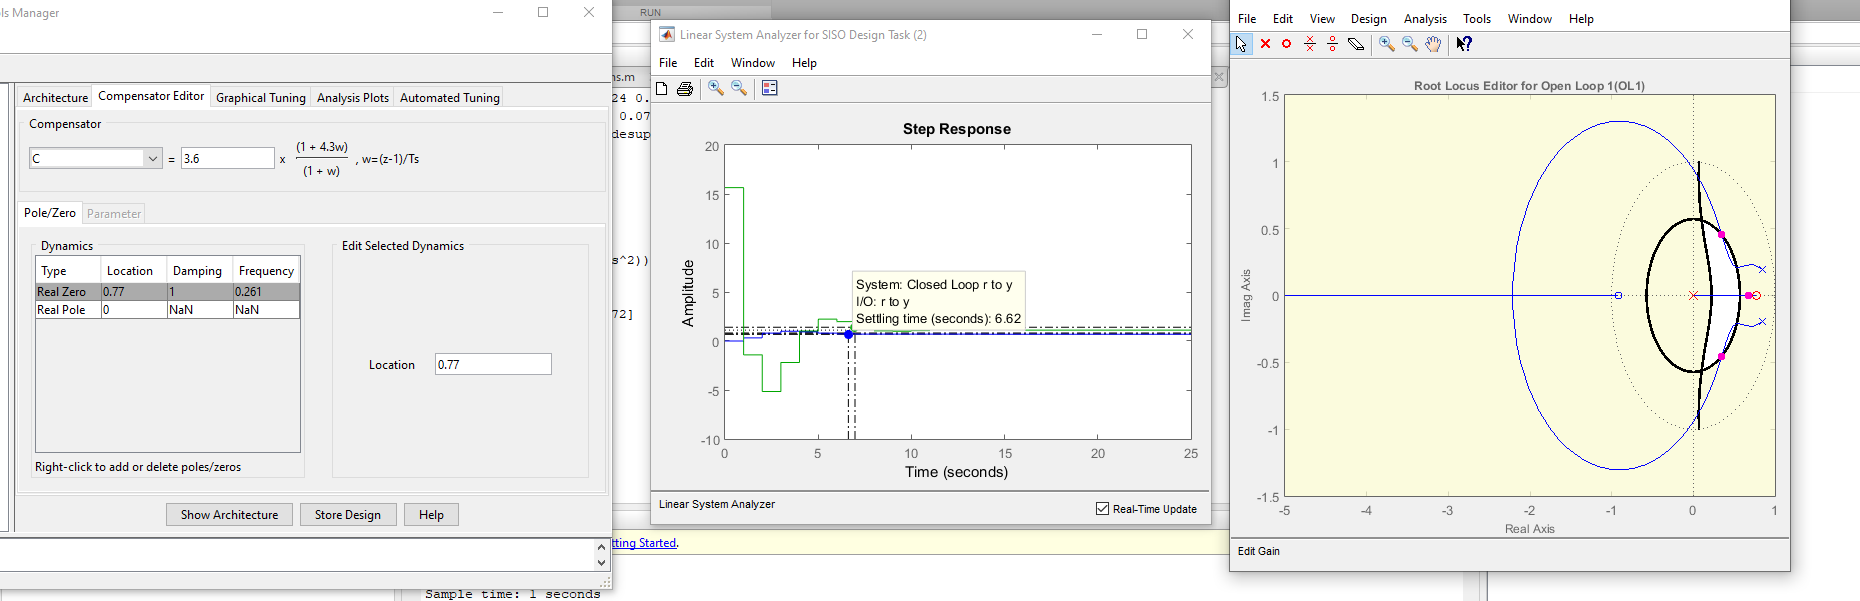 ls Manager
Architecture Compensator Editor Graphical Tuning Analysis Plots Automated Tuning
Compensator
C = 3.6 x (1 + 4.3w) / (1 + w) , w=(z-1)/Ts
Pole/Zero Parameter
Dynamics
Type Location Damping Frequency
Real Zero 0.77 1 0.261
Real Pole 0 NaN NaN
Right-click to add or delete poles/zeros
Edit Selected Dynamics
Location 0.77
Show Architecture Store Design Help
RUN
ns.m
24 0.
0.07
desup
s^2))
72]
Linear System Analyzer for SISO Design Task (2)
File Edit Window Help
Step Response
Amplitude
20
15
10
5
0
-5
-10
System: Closed Loop r to y
I/O: r to y
Settling time (seconds): 6.62
0 5 10 15 20 25
Time (seconds)
Linear System Analyzer
Real-Time Update
tting Started.
Sample time: 1 seconds
File Edit View Design Analysis Tools Window Help
Root Locus Editor for Open Loop 1(OL1)
Imag Axis
1.5
1
0.5
0
-0.5
-1
-1.5
-5 -4 -3 -2 -1 0 1
Real Axis
Edit Gain